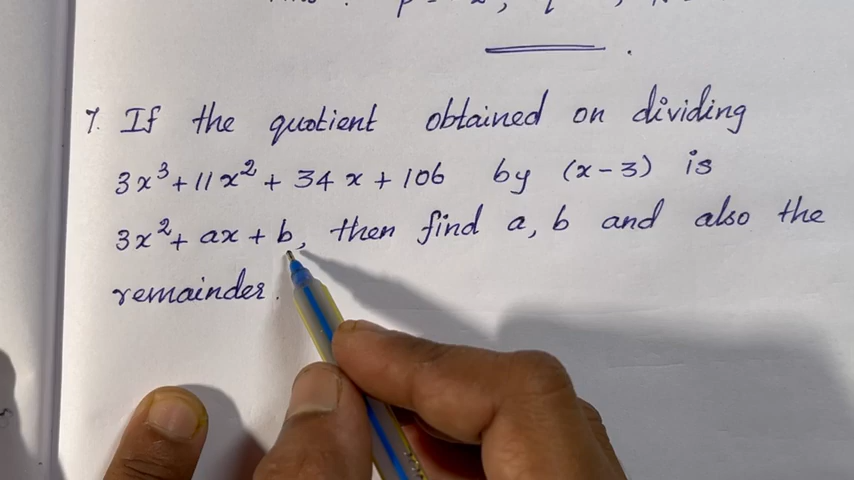 7. If the quotient obtained on dividing
3x³ + 11x² + 34x + 106 by (x - 3) is
3x² + ax + b, then find a, b and also the
remainder.